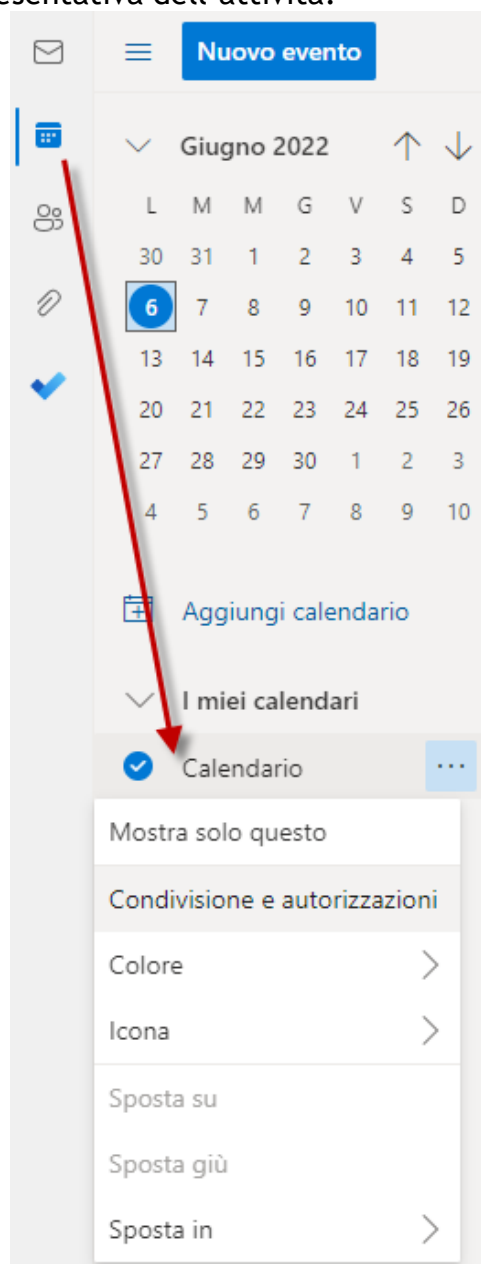 esentativa dell'attività.
Nuovo evento
Giugno 2022
L M M G V S D
30 31 1 2 3 4 5
6 7 8 9 10 11 12
13 14 15 16 17 18 19
20 21 22 23 24 25 26
27 28 29 30 1 2 3
4 5 6 7 8 9 10
Aggiungi calendario
I miei calendari
Calendario ...
Mostra solo questo
Condivisione e autorizzazioni
Colore
Icona
Sposta su
Sposta giù
Sposta in